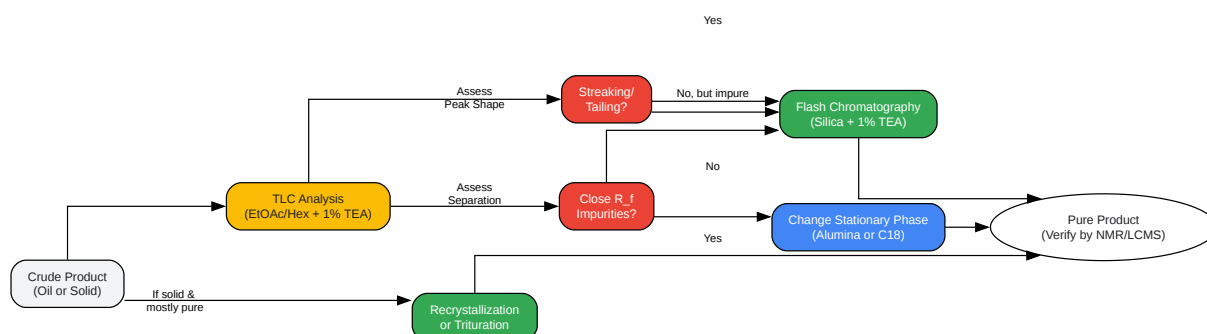 Yes
Assess
Peak Shape
Streaking/
Tailing?
No, but impure
Flash Chromatography
(Silica + 1% TEA)
No
TLC Analysis
(EtOAc/Hex + 1% TEA)
Assess
Separation
Close R_f
Impurities?
Change Stationary Phase
(Alumina or C18)
Pure Product
(Verify by NMR/LCMS)
Yes
Crude Product
(Oil or Solid)
If solid &
mostly pure
Recrystallization
or Trituration